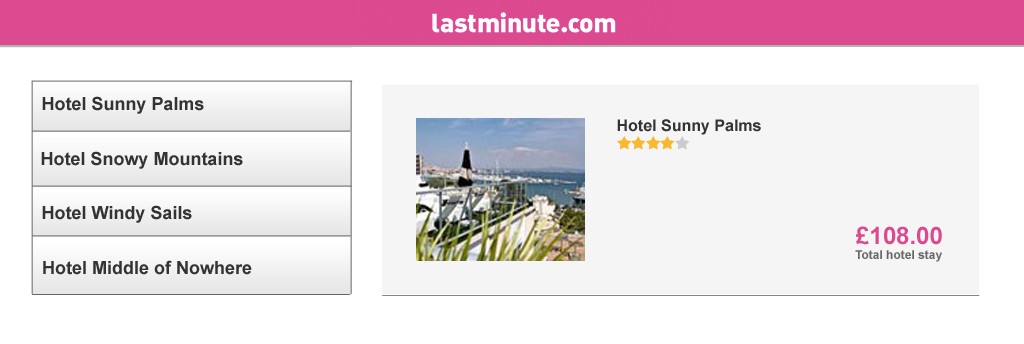 lastminute.com
Hotel Sunny Palms
Hotel Snowy Mountains
Hotel Windy Sails
Hotel Middle of Nowhere
Hotel Sunny Palms
£108.00
Total hotel stay